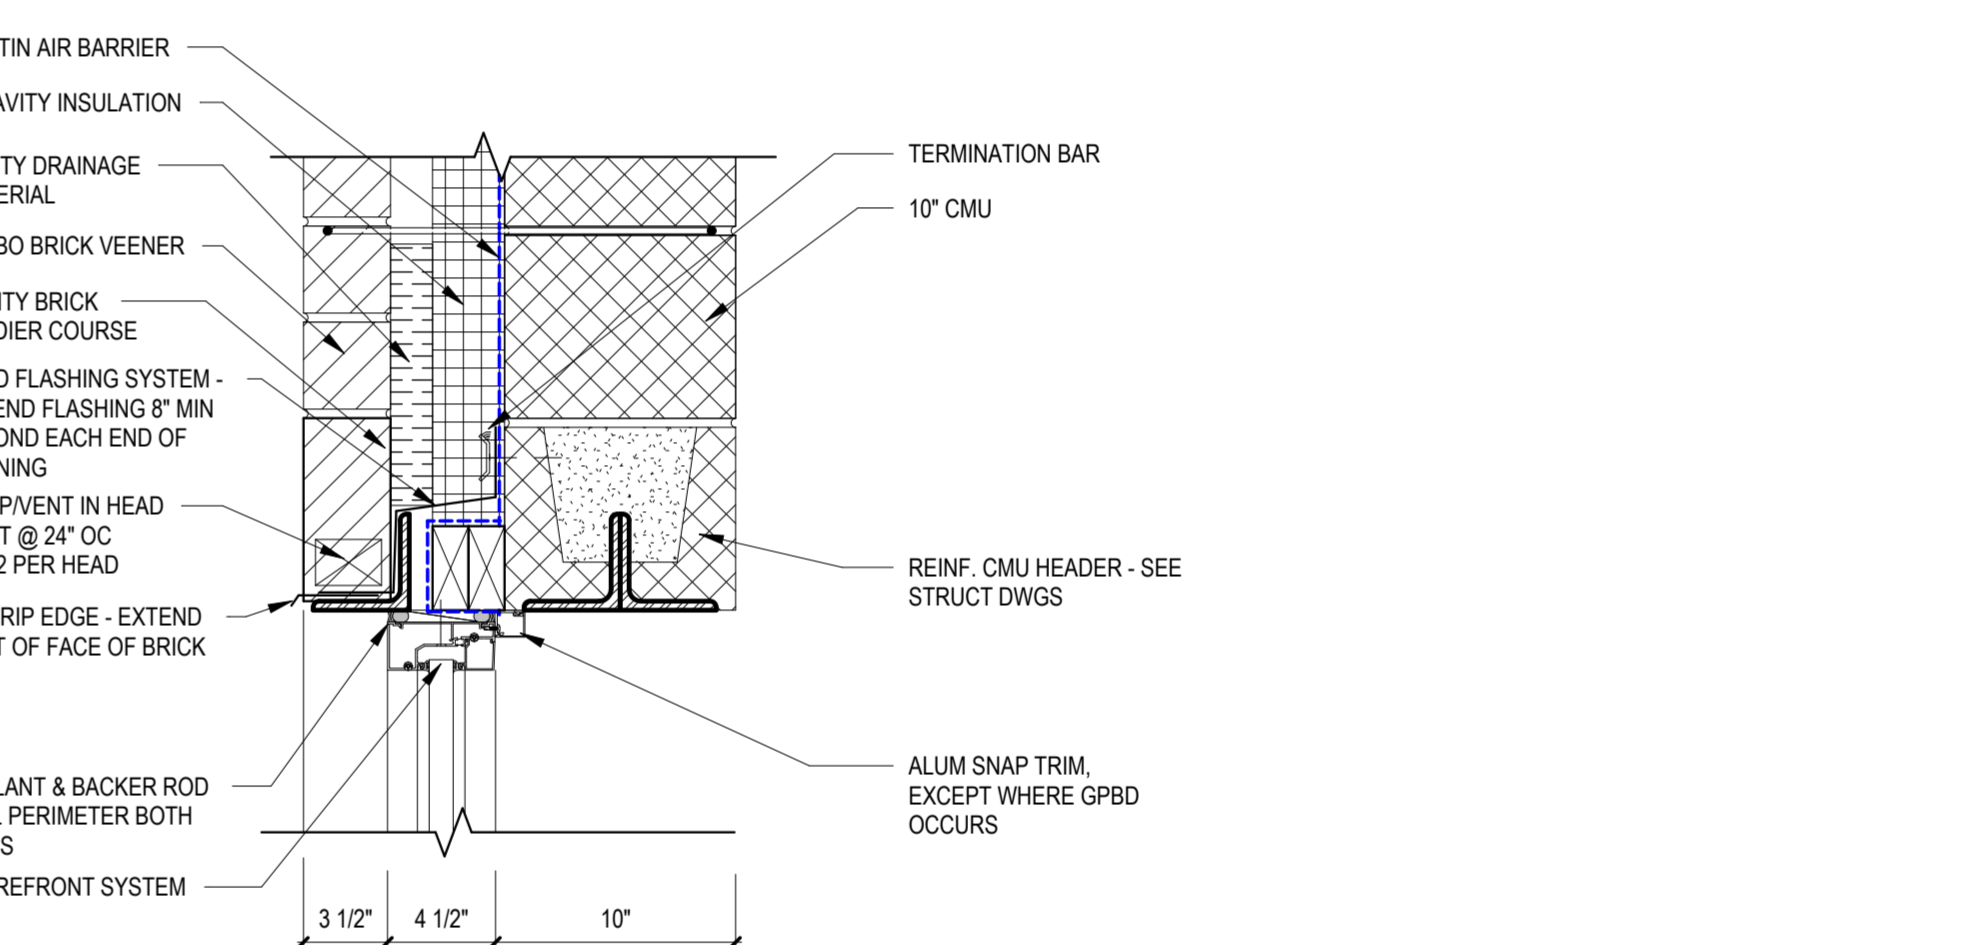 TIN AIR BARRIER
AVITY INSULATION
TY DRAINAGE
ERIAL
BO BRICK VEENER
ITY BRICK
DIER COURSE
D FLASHING SYSTEM -
END FLASHING 8" MIN
OND EACH END OF
NING
P/VENT IN HEAD
T @ 24" OC
2 PER HEAD
RIP EDGE - EXTEND
T OF FACE OF BRICK
LANT & BACKER ROD
L PERIMETER BOTH
S
REFRONT SYSTEM
TERMINATION BAR
10" CMU
REINF. CMU HEADER - SEE
STRUCT DWGS
ALUM SNAP TRIM,
EXCEPT WHERE GPBD
OCCURS
3 1/2"
4 1/2"
10"